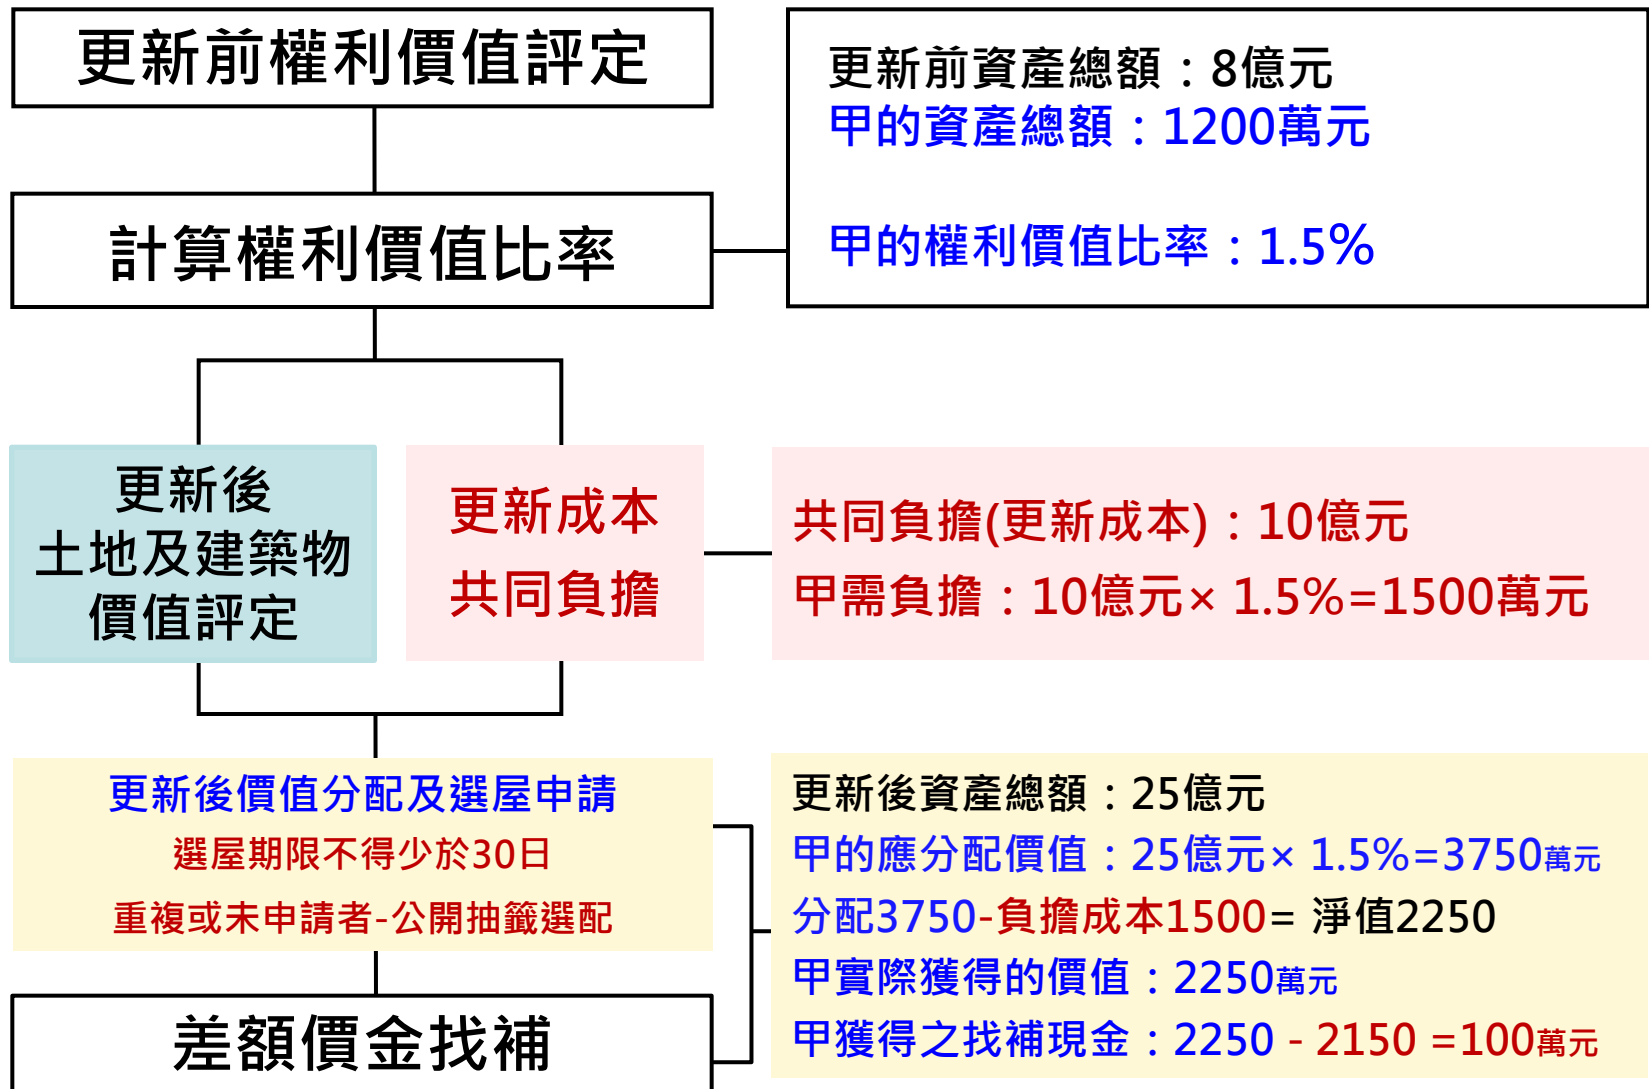 更新前權利價值評定
更新前資產總額：8億元
甲的資產總額：1200萬元
計算權利價值比率
甲的權利價值比率：1.5%
更新後
土地及建築物
價值評定
更新成本
共同負擔
共同負擔(更新成本)：10億元
甲需負擔：10億元× 1.5%=1500萬元
更新後價值分配及選屋申請
選屋期限不得少於30日
重複或未申請者-公開抽籤選配
更新後資產總額：25億元
甲的應分配價值：25億元× 1.5%=3750萬元
分配3750-負擔成本1500= 淨值2250
甲實際獲得的價值：2250萬元
甲獲得之找補現金：2250 - 2150 =100萬元
差額價金找補